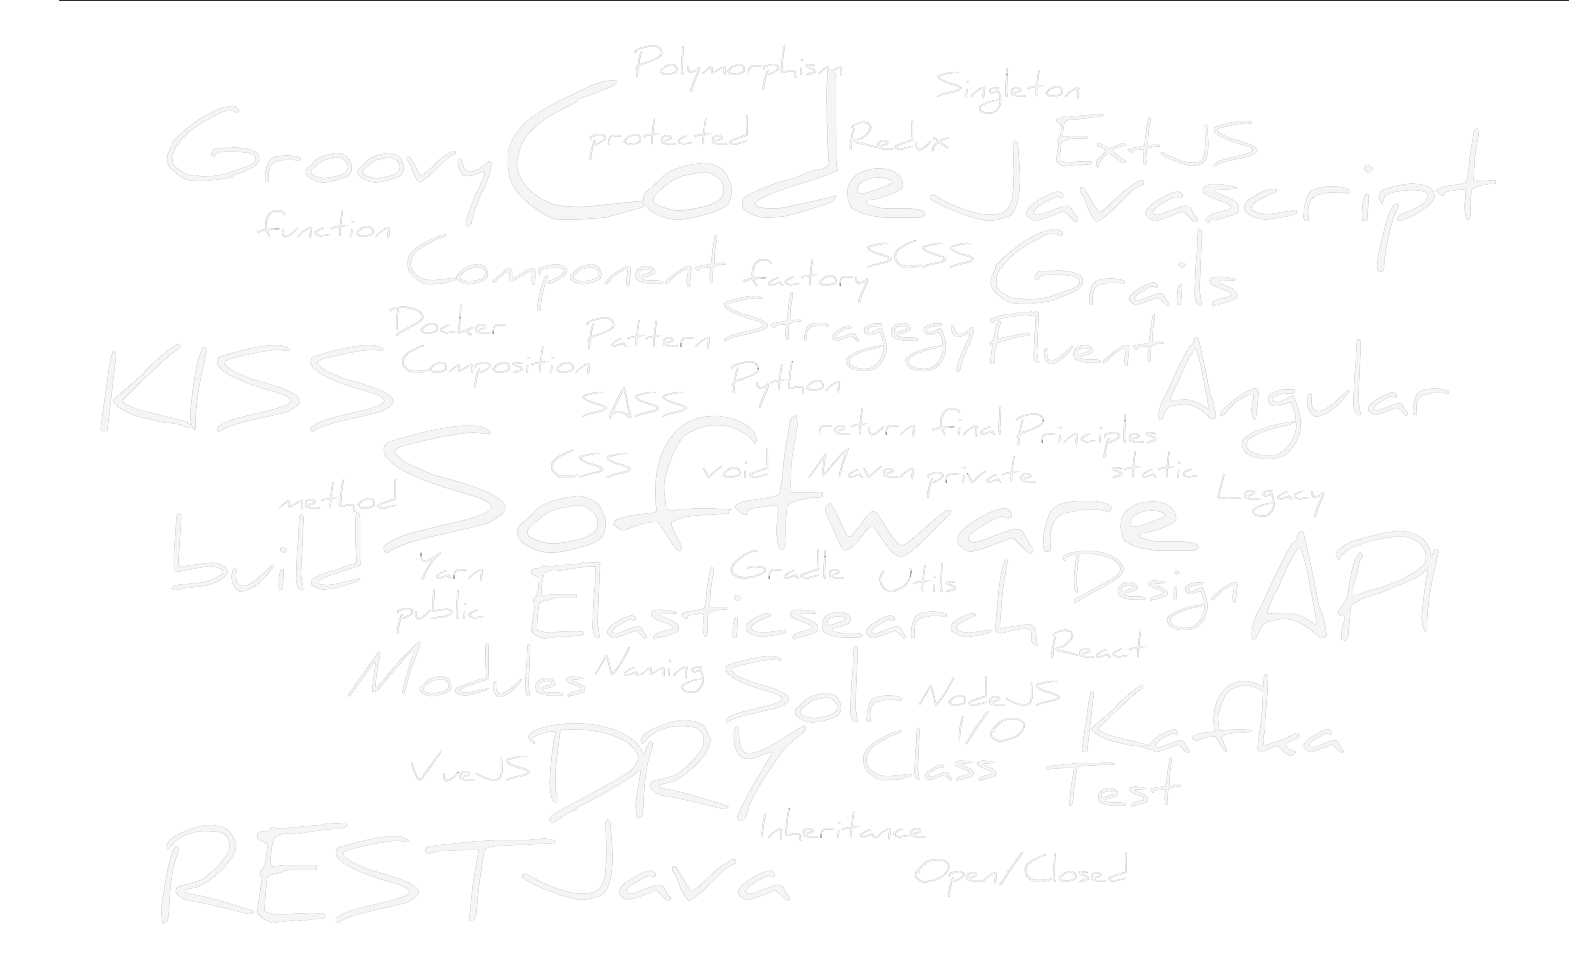 Polymorphism
Singleton
Groovy Code protected Redux ExtJS
Javascript
function
Component factory SCSS Grails
Docker Pattern Stragegy Fluent
KISS Composition Python Angular
SASS
return final Principles
Software CSS void Maven private static
method Legacy
build Yarn Gradle Utils Design API
public Elasticsearch
React
Modules Naming Solr NodeJS Kafka
I/O
VueJS DRY Class Test
Inheritance
REST Java Open/Closed